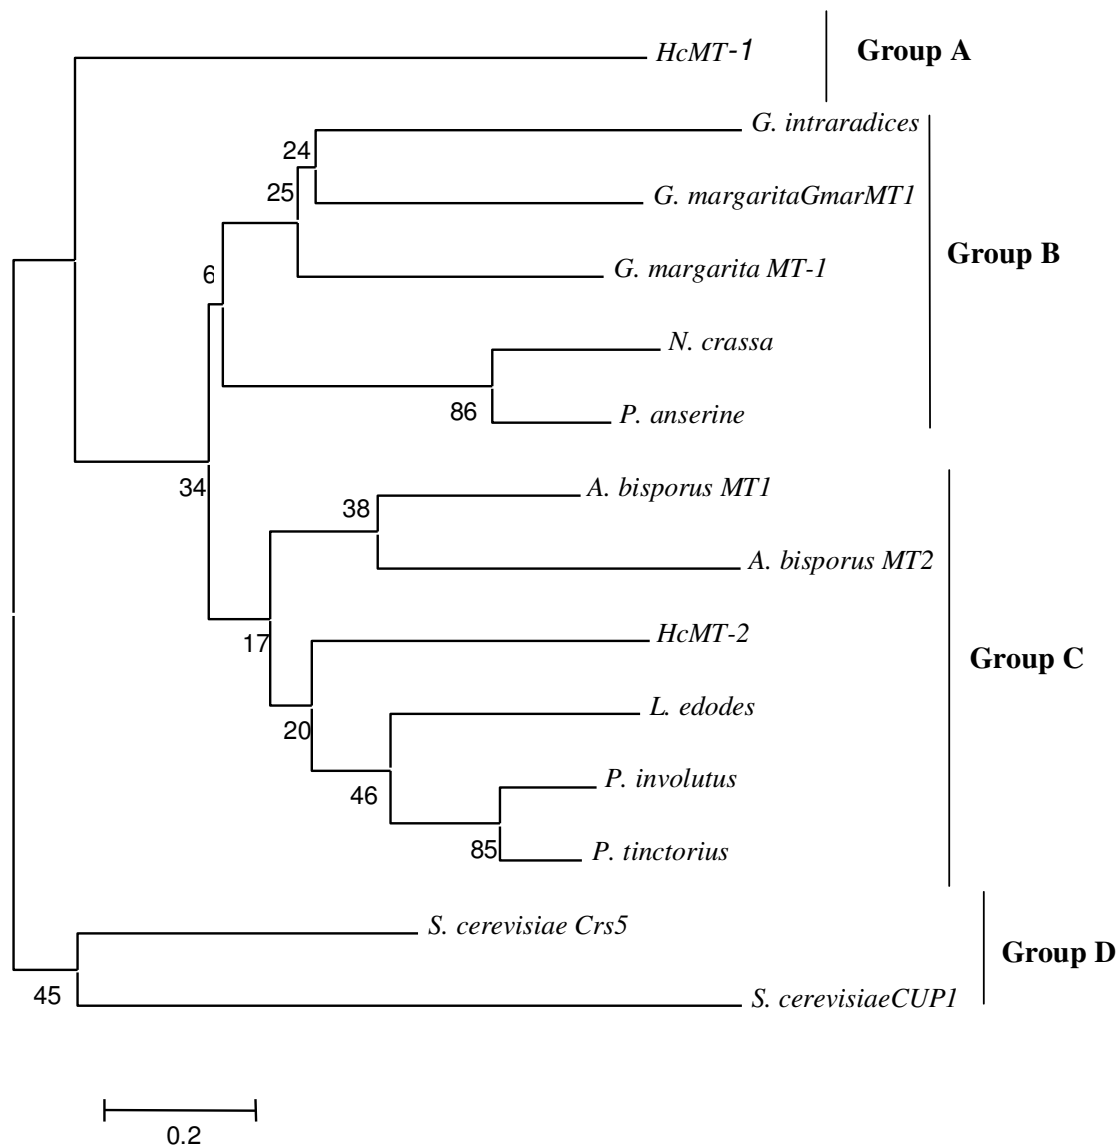 HcMT-1
Group A
G. intraradices
24
25
G. margaritaGmarMT1
Group B
6
G. margarita MT-1
N. crassa
86
P. anserine
34
A. bisporus MT1
38
A. bisporus MT2
17
HcMT-2
Group C
20
L. edodes
46
P. involutus
85
P. tinctorius
S. cerevisiae Crs5
Group D
45
S. cerevisiaeCUP1
0.2